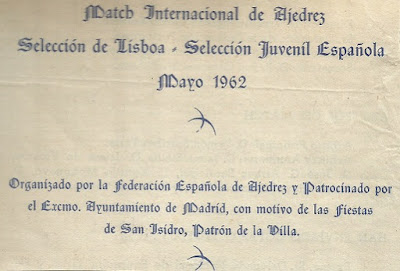 Match Internacional de Ajedrez
Selección de Lisboa - Selección Juveníl Española
Mayo 1962
Organizado por la Federación Española de Ajedrez y Patrocinado por
el Excmo. Ayuntamiento de Madrid, con motivo de las Fiestas
de San Isidro, Patrón de la Villa.